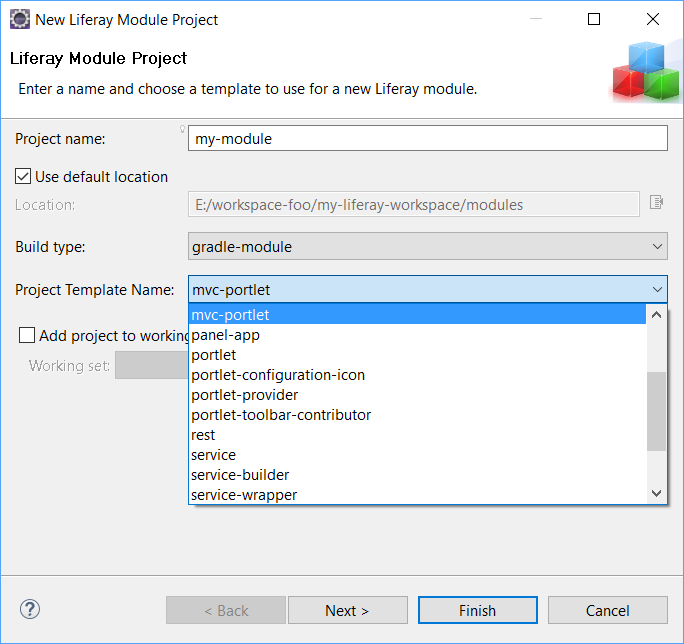 New Liferay Module Project
Liferay Module Project
Enter a name and choose a template to use for a new Liferay module.
Project name: my-module
Use default location
Location: E:/workspace-foo/my-liferay-workspace/modules
Build type: gradle-module
Project Template Name: mvc-portlet
mvc-portlet
Add project to working
panel-app
portlet
Working set:
portlet-configuration-icon
portlet-provider
portlet-toolbar-contributor
rest
service
service-builder
service-wrapper
? < Back Next > Finish Cancel